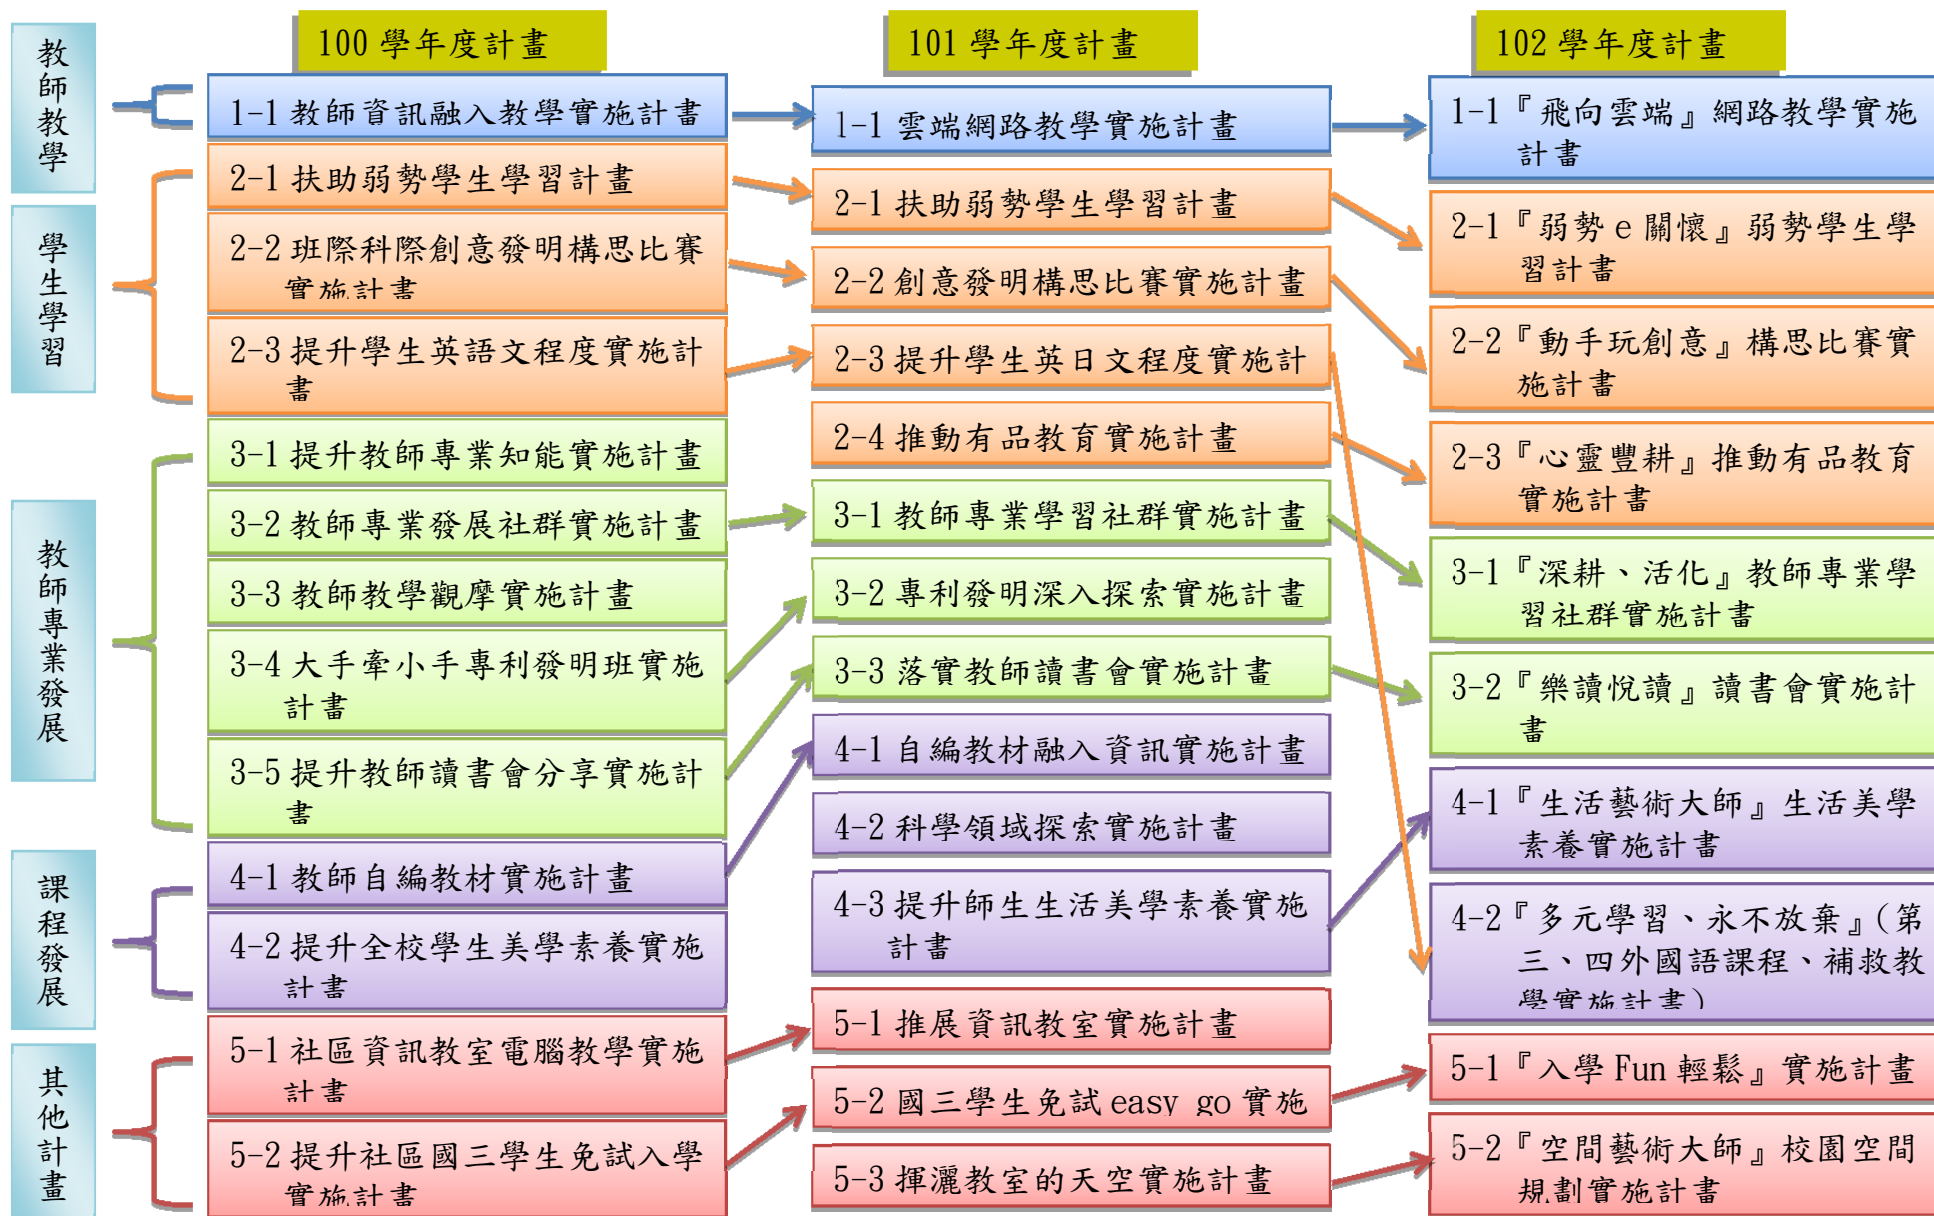 教師教學
學生學習
教師專業發展
課程發展
其他計畫
100 學年度計畫
1-1 教師資訊融入教學實施計畫
2-1 扶助弱勢學生學習計畫
2-2 班際科際創意發明構思比賽
實施計畫
2-3 提升學生英語文程度實施計
畫
3-1 提升教師專業知能實施計畫
3-2 教師專業發展社群實施計畫
3-3 教師教學觀摩實施計畫
3-4 大手牽小手專利發明班實施
計畫
3-5 提升教師讀書會分享實施計
畫
4-1 教師自編教材實施計畫
4-2 提升全校學生美學素養實施
計畫
5-1 社區資訊教室電腦教學實施
計畫
5-2 提升社區國三學生免試入學
實施計畫
101 學年度計畫
1-1 雲端網路教學實施計畫
2-1 扶助弱勢學生學習計畫
2-2 創意發明構思比賽實施計畫
2-3 提升學生英日文程度實施計
2-4 推動有品教育實施計畫
3-1 教師專業學習社群實施計畫
3-2 專利發明深入探索實施計畫
3-3 落實教師讀書會實施計畫
4-1 自編教材融入資訊實施計畫
4-2 科學領域探索實施計畫
4-3 提升師生生活美學素養實施
計畫
5-1 推展資訊教室實施計畫
5-2 國三學生免試 easy go 實施
5-3 揮灑教室的天空實施計畫
102 學年度計畫
1-1『飛向雲端』網路教學實施
計畫
2-1『弱勢 e 關懷』弱勢學生學
習計畫
2-2『動手玩創意』構思比賽實
施計畫
2-3『心靈豐耕』推動有品教育
實施計畫
3-1『深耕、活化』教師專業學
習社群實施計畫
3-2『樂讀悅讀』讀書會實施計
畫
4-1『生活藝術大師』生活美學
素養實施計畫
4-2『多元學習、永不放棄』(第
三、四外國語課程、補救教
學實施計畫)
5-1『入學 Fun 輕鬆』實施計畫
5-2『空間藝術大師』校園空間
規劃實施計畫